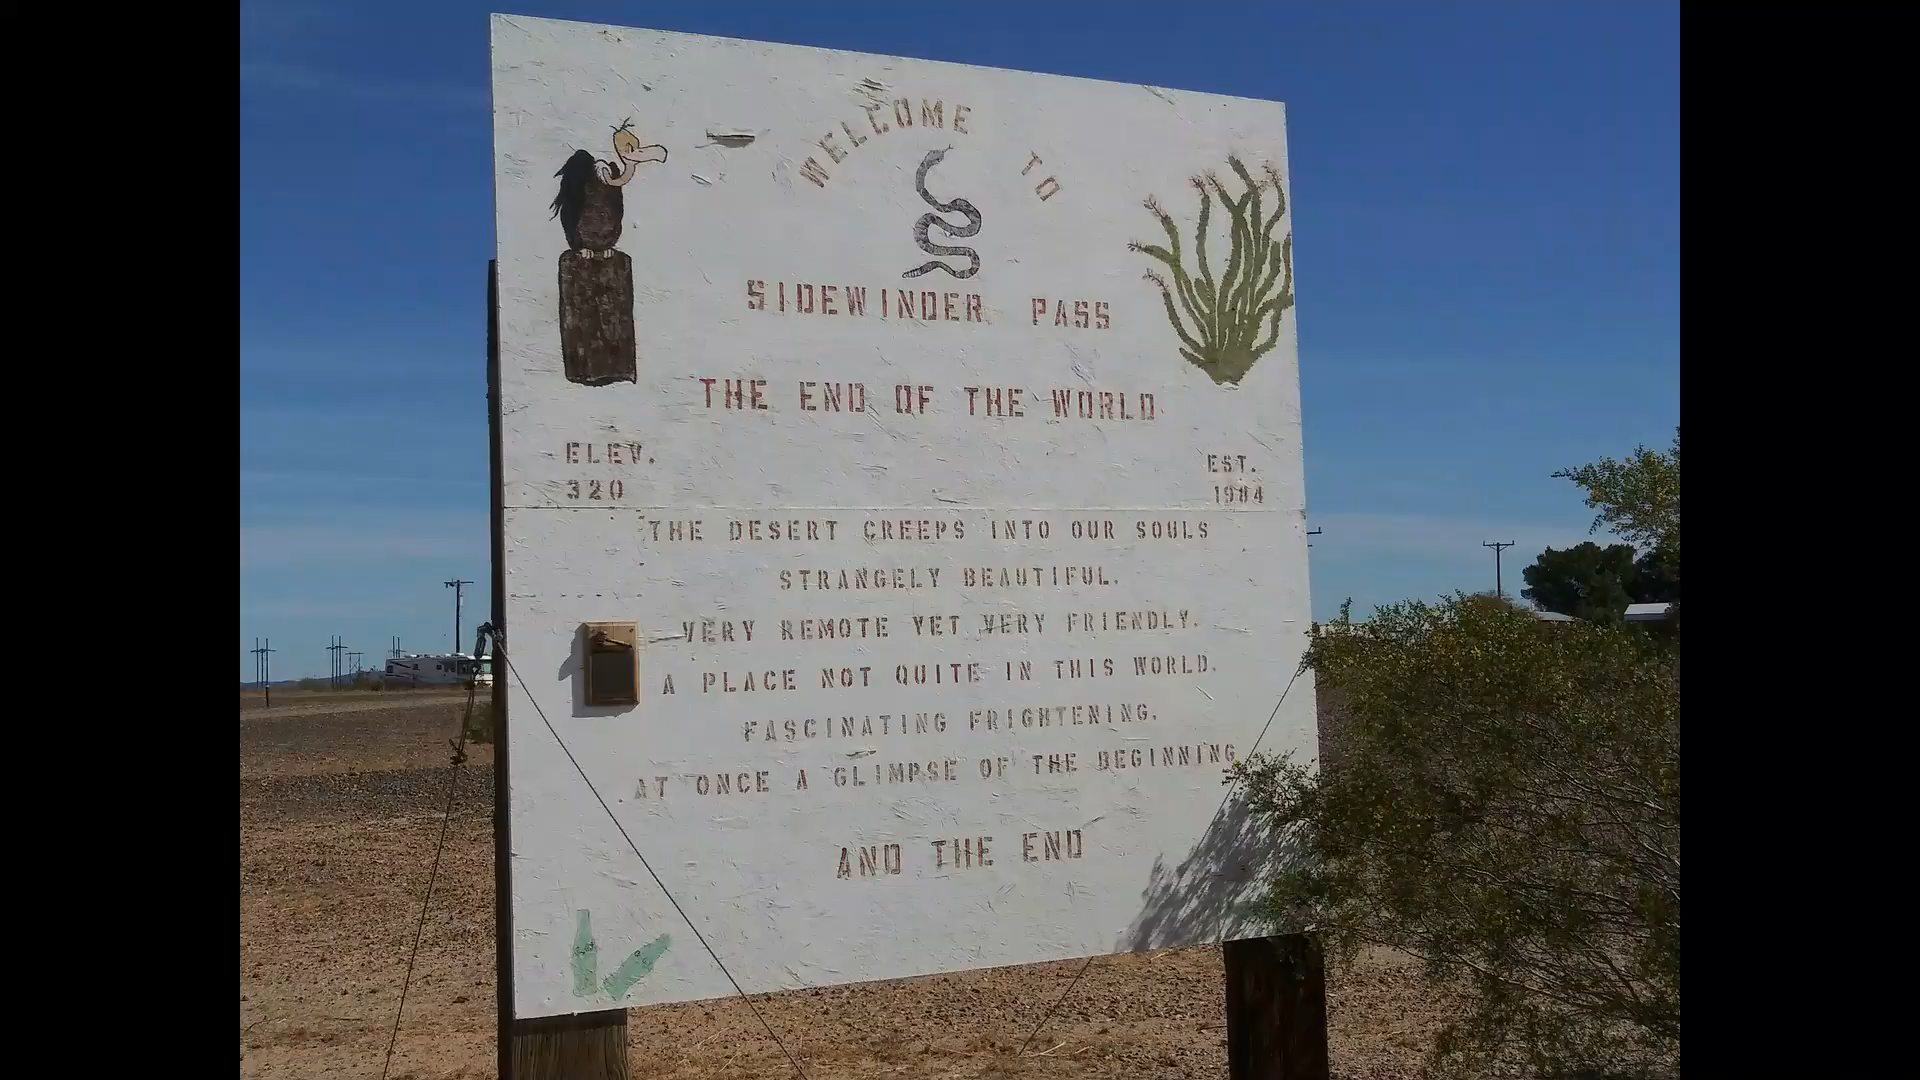 WELCOME TO
SIDEWINDER PASS
THE END OF THE WORLD
ELEV.
320
EST.
1984
THE DESERT CREEPS INTO OUR SOULS
STRANGELY BEAUTIFUL.
VERY REMOTE YET VERY FRIENDLY.
A PLACE NOT QUITE IN THIS WORLD.
FASCINATING FRIGHTENING.
AT ONCE A GLIMPSE OF THE BEGINNING
AND THE END